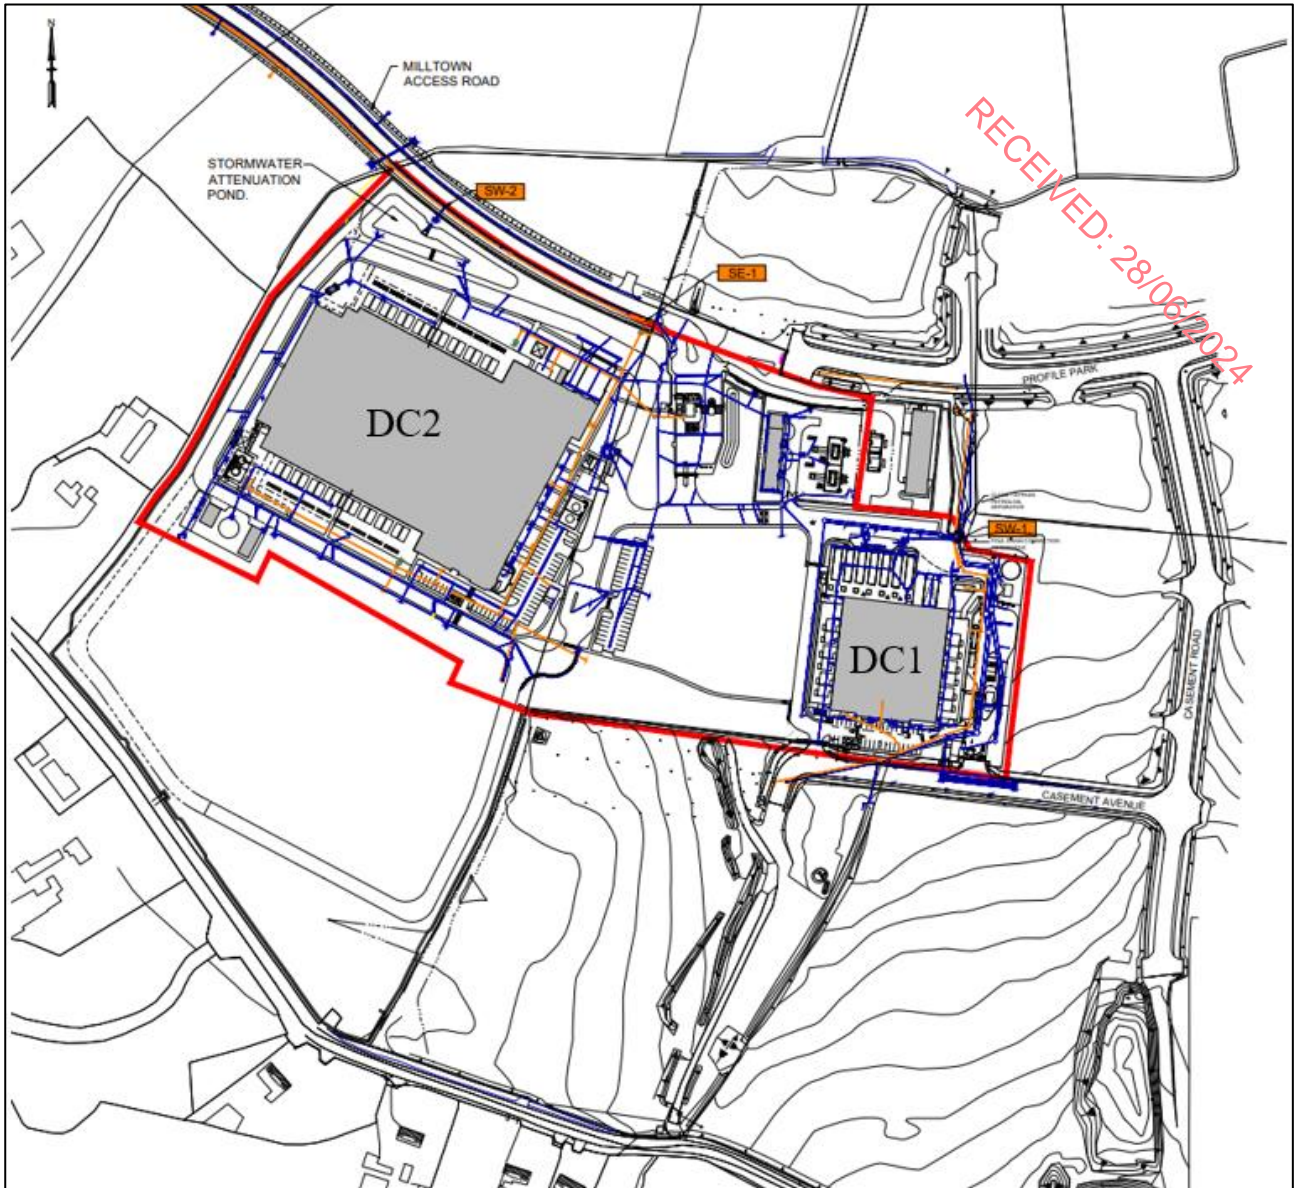 N
MILLTOWN
ACCESS ROAD
STORMWATER
ATTENUATION
POND.
SW-2
RECEIVED: 28/06/2024
SE-1
PROFILE PARK
DC2
SW-1
DC1
CASEMENT ROAD
CASEMENT AVENUE